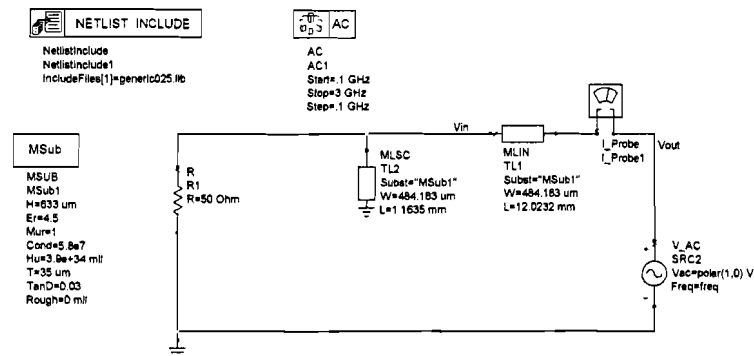 NETLIST INCLUDE
NetlistInclude
NetlistInclude1
IncludeFiles[1]=generic025.lib
AC
AC
AC1
Start=.1 GHz
Stop=3 GHz
Step=.1 GHz
MSub
MSUB
MSub1
H=633 um
Er=4.5
Mur=1
Cond=5.8e7
Hu=3.9e+34 mil
T=35 um
TanD=0.03
Rough=0 mil
R
R1
R=50 Ohm
MLSC
TL2
Subst="MSub1"
W=484.183 um
L=1.1635 mm
Vin
MLIN
TL1
Subst="MSub1"
W=484.183 um
L=12.0232 mm
I_Probe
I_Probe1
Vout
+
-
V_AC
SRC2
Vac=polar(1,0) V
Freq=freq